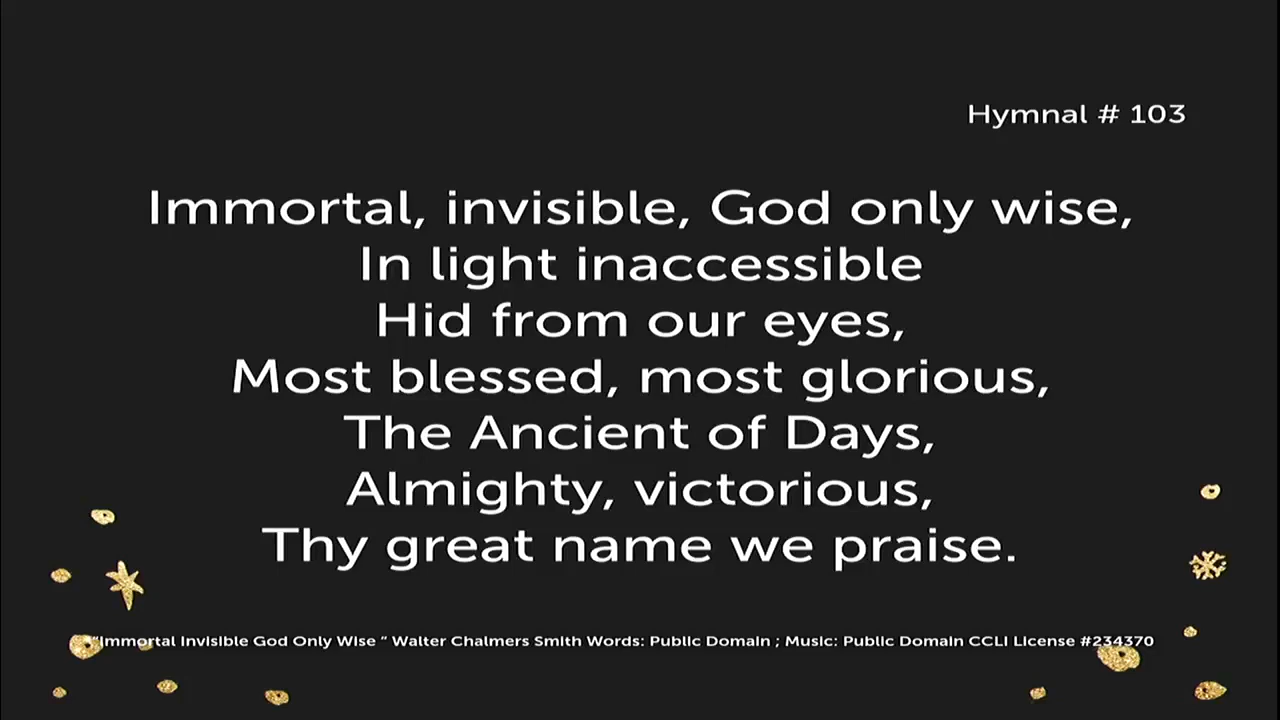 Hymnal # 103
Immortal, invisible, God only wise,
In light inaccessible
Hid from our eyes,
Most blessed, most glorious,
The Ancient of Days,
Almighty, victorious,
Thy great name we praise.
"Immortal Invisible God Only Wise " Walter Chalmers Smith Words: Public Domain ; Music: Public Domain CCLI License #234370